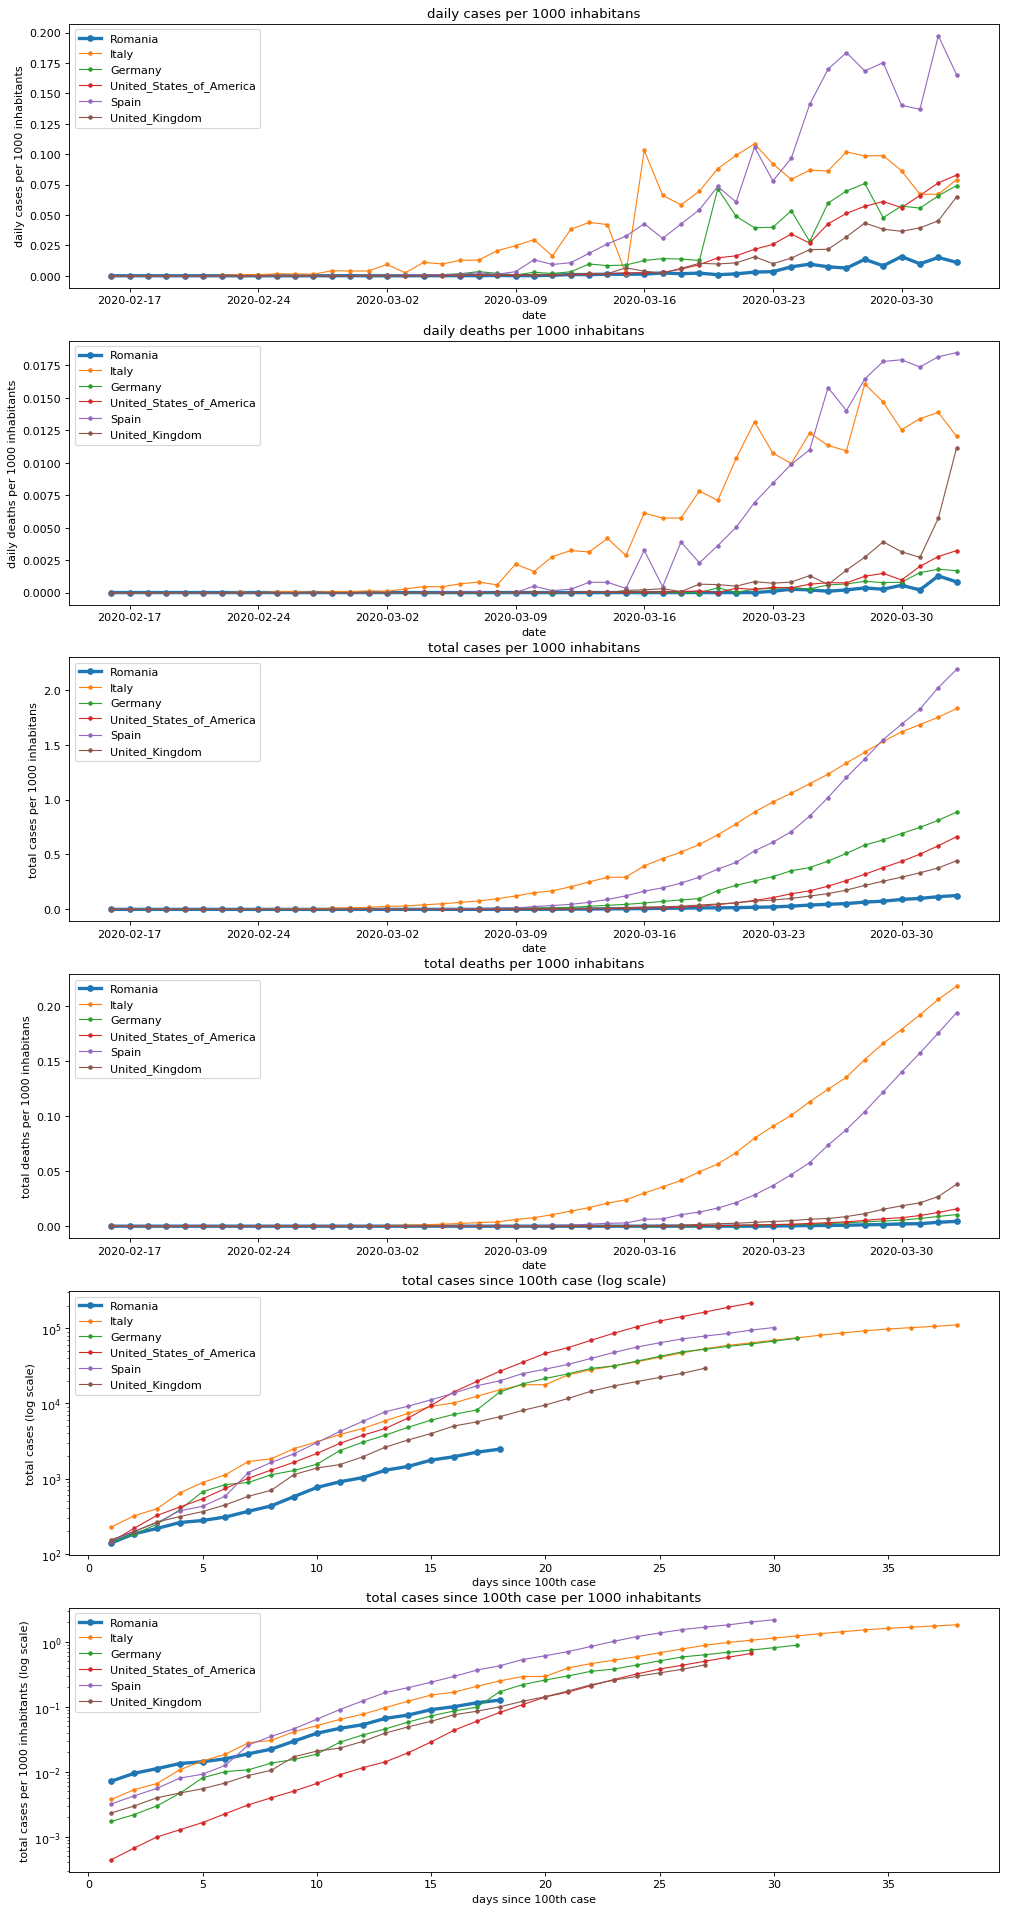 daily cases per 1000 inhabitans
daily cases per 1000 inhabitants
0.200
0.175
0.150
0.125
0.100
0.075
0.050
0.025
0.000
Romania
Italy
Germany
United_States_of_America
Spain
United_Kingdom
2020-02-17 2020-02-24 2020-03-02 2020-03-09 2020-03-16 2020-03-23 2020-03-30
date
daily deaths per 1000 inhabitans
daily deaths per 1000 inhabitants
0.0175
0.0150
0.0125
0.0100
0.0075
0.0050
0.0025
0.0000
Romania
Italy
Germany
United_States_of_America
Spain
United_Kingdom
2020-02-17 2020-02-24 2020-03-02 2020-03-09 2020-03-16 2020-03-23 2020-03-30
date
total cases per 1000 inhabitans
total cases per 1000 inhabitans
2.0
1.5
1.0
0.5
0.0
Romania
Italy
Germany
United_States_of_America
Spain
United_Kingdom
2020-02-17 2020-02-24 2020-03-02 2020-03-09 2020-03-16 2020-03-23 2020-03-30
date
total deaths per 1000 inhabitans
total deaths per 1000 inhabitans
0.20
0.15
0.10
0.05
0.00
Romania
Italy
Germany
United_States_of_America
Spain
United_Kingdom
2020-02-17 2020-02-24 2020-03-02 2020-03-09 2020-03-16 2020-03-23 2020-03-30
date
total cases since 100th case (log scale)
total cases (log scale)
10⁵
10⁴
10³
10²
Romania
Italy
Germany
United_States_of_America
Spain
United_Kingdom
0 5 10 15 20 25 30 35
days since 100th case
total cases since 100th case per 1000 inhabitants
total cases per 1000 inhabitants (log scale)
10⁰
10⁻¹
10⁻²
10⁻³
Romania
Italy
Germany
United_States_of_America
Spain
United_Kingdom
0 5 10 15 20 25 30 35
days since 100th case